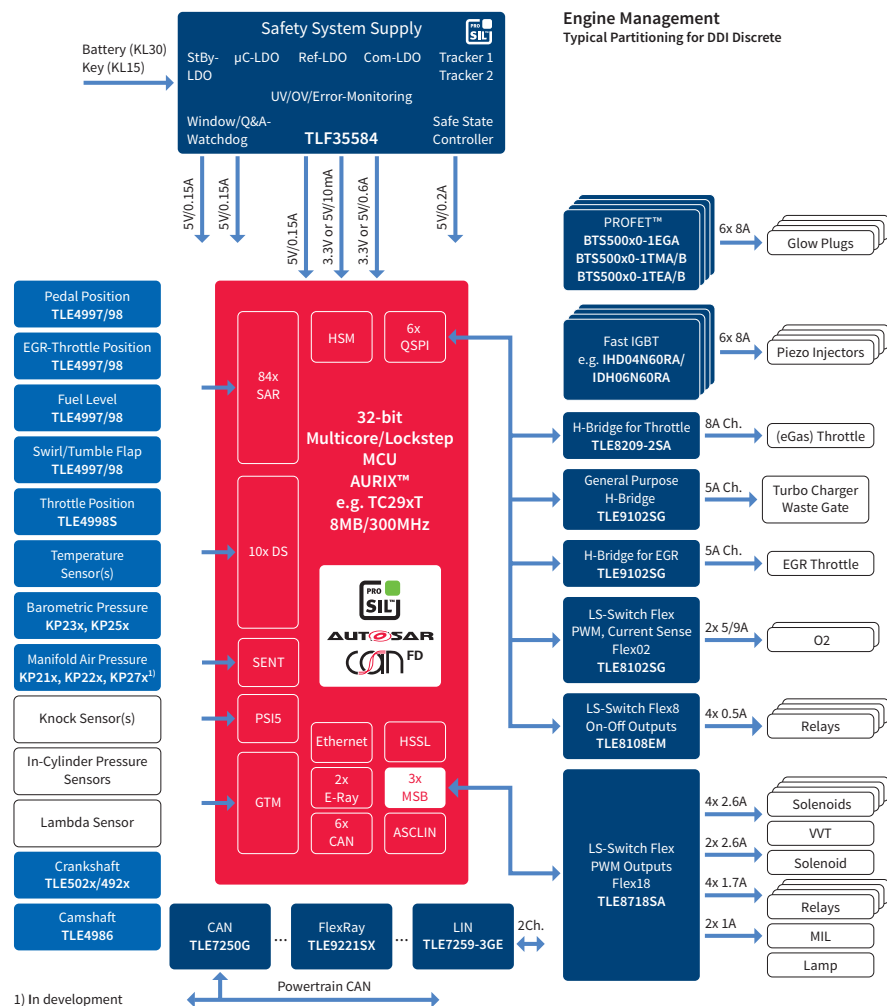 Engine Management
Typical Partitioning for DDI Discrete
Battery (KL30)
Key (KL15)
Safety System Supply
PRO
SIL™
StBy-
LDO
µC-LDO
Ref-LDO
Com-LDO
Tracker 1
Tracker 2
UV/OV/Error-Monitoring
Window/Q&A-
Watchdog
TLF35584
Safe State
Controller
5V/0.15A
5V/0.15A
5V/0.15A
3.3V or 5V/10mA
3.3V or 5V/0.6A
5V/0.2A
Pedal Position
TLE4997/98
EGR-Throttle Position
TLE4997/98
Fuel Level
TLE4997/98
Swirl/Tumble Flap
TLE4997/98
Throttle Position
TLE4998S
Temperature
Sensor(s)
Barometric Pressure
KP23x, KP25x
Manifold Air Pressure
KP21x, KP22x, KP27x1)
Knock Sensor(s)
In-Cylinder Pressure
Sensors
Lambda Sensor
Crankshaft
TLE502x/492x
Camshaft
TLE4986
84x
SAR
HSM
6x
QSPI
32-bit
Multicore/Lockstep
MCU
AURIX™
e.g. TC29xT
8MB/300MHz
10x DS
PRO
SIL™
AUTOSAR
CAN FD
SENT
PSI5
GTM
Ethernet
HSSL
2x
E-Ray
3x
MSB
6x
CAN
ASCLIN
PROFET™
BTS500x0-1EGA
BTS500x0-1TMA/B
BTS500x0-1TEA/B
6x 8A
Glow Plugs
Fast IGBT
e.g. IHD04N60RA/
IDH06N60RA
6x 8A
Piezo Injectors
H-Bridge for Throttle
TLE8209-2SA
8A Ch.
(eGas) Throttle
General Purpose
H-Bridge
TLE9102SG
5A Ch.
Turbo Charger
Waste Gate
H-Bridge for EGR
TLE9102SG
5A Ch.
EGR Throttle
LS-Switch Flex
PWM, Current Sense
Flex02
TLE8102SG
2x 5/9A
O2
LS-Switch Flex8
On-Off Outputs
TLE8108EM
4x 0.5A
Relays
LS-Switch Flex
PWM Outputs
Flex18
TLE8718SA
4x 2.6A
Solenoids
VVT
2x 2.6A
Solenoid
4x 1.7A
Relays
2x 1A
MIL
Lamp
CAN
TLE7250G
...
FlexRay
TLE9221SX
...
LIN
TLE7259-3GE
2Ch.
Powertrain CAN
1) In development